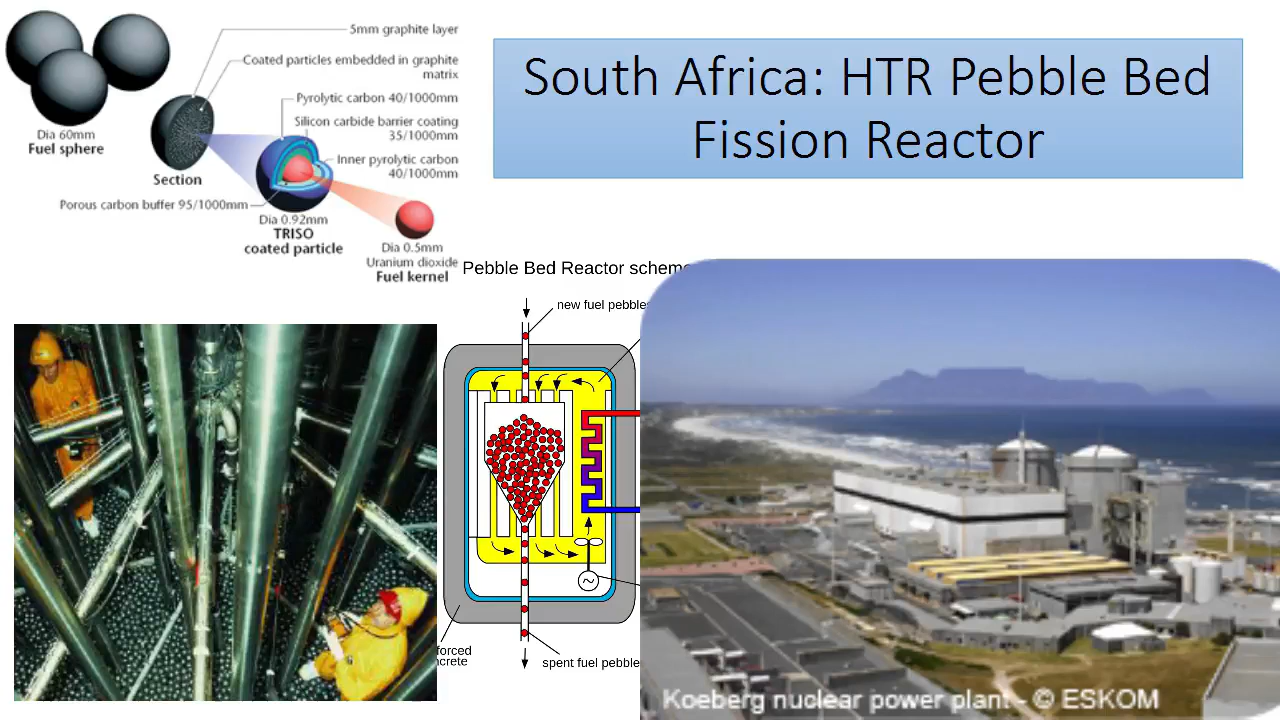 5mm graphite layer
Coated particles embedded in graphite
matrix
Pyrolytic carbon 40/1000mm
Silicon carbide barrier coating
35/1000mm
Inner pyrolytic carbon
40/1000mm
Dia 60mm
Fuel sphere
Section
Porous carbon buffer 95/1000mm
Dia 0.92mm
TRISO
coated particle
Dia 0.5mm
Uranium dioxide
Fuel kernel
South Africa: HTR Pebble Bed
Fission Reactor
Pebble Bed Reactor
new fuel
spent fuel
Koeberg nuclear power plant - © ESKOM